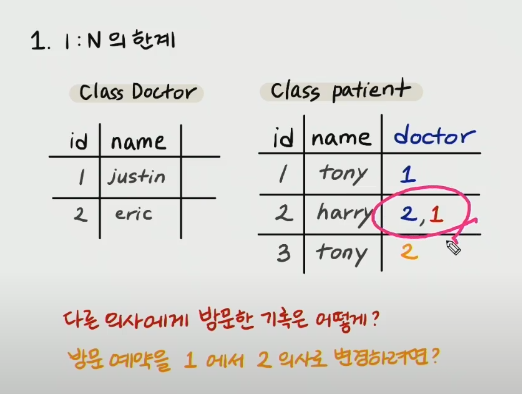 1. 1:N 의 한계
Class Doctor
Class patient
id name
id name doctor
1 justin
1 tony 1
2 eric
2 harry 2,1
3 tony 2
다른 의사에게 방문한 기혹은 어떻게?
방문 예약을 1 에서 2 의사로 변경하려면?